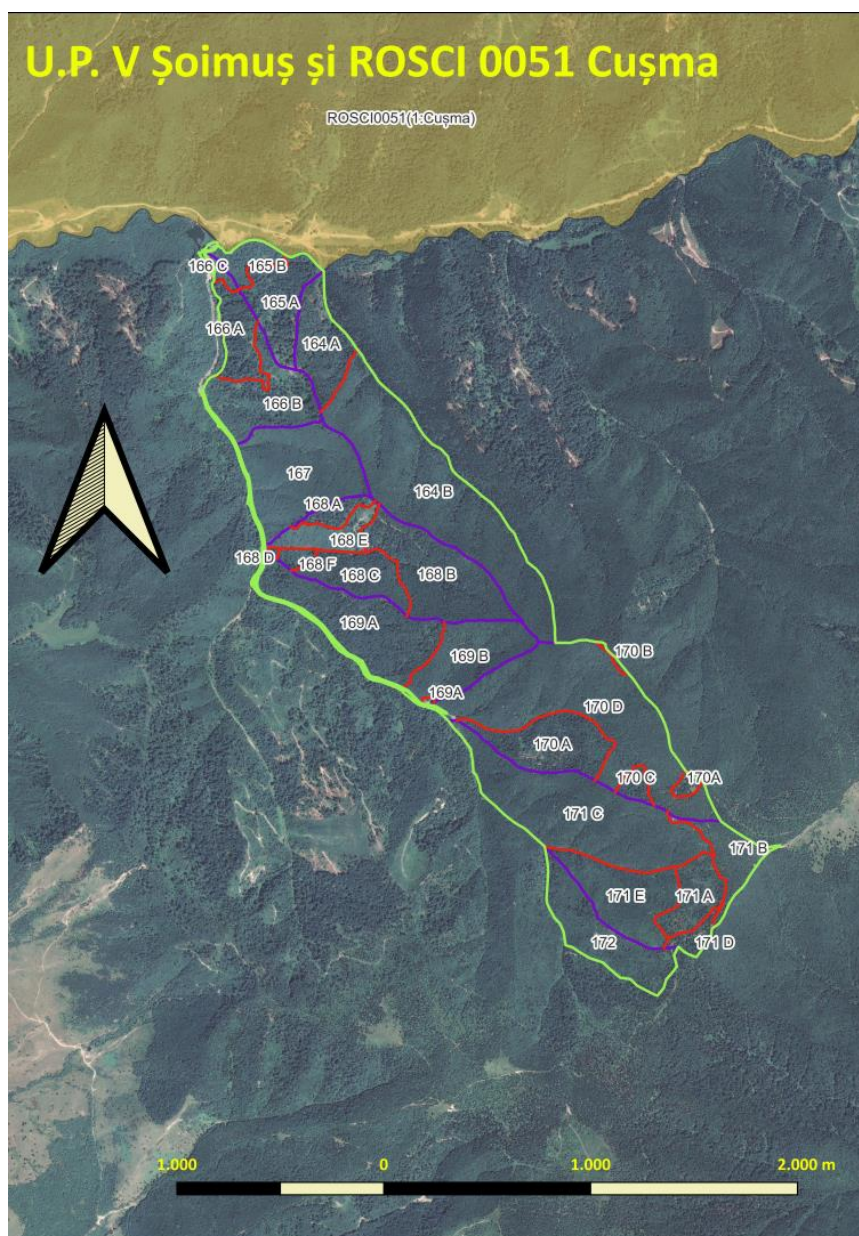 U.P. V Șoimuș și ROSCI 0051 Cușma
ROSCI0051(1:Cușma)
166 C
165 B
165 A
166 A
164 A
166 B
167
164 B
168 A
168 E
168 D
168 F
168 C
168 B
169 A
169 B
170 B
169A
170 D
170 A
170 C
170A
171 C
171 B
171 E
171 A
172
171 D
1.000 0 1.000 2.000 m